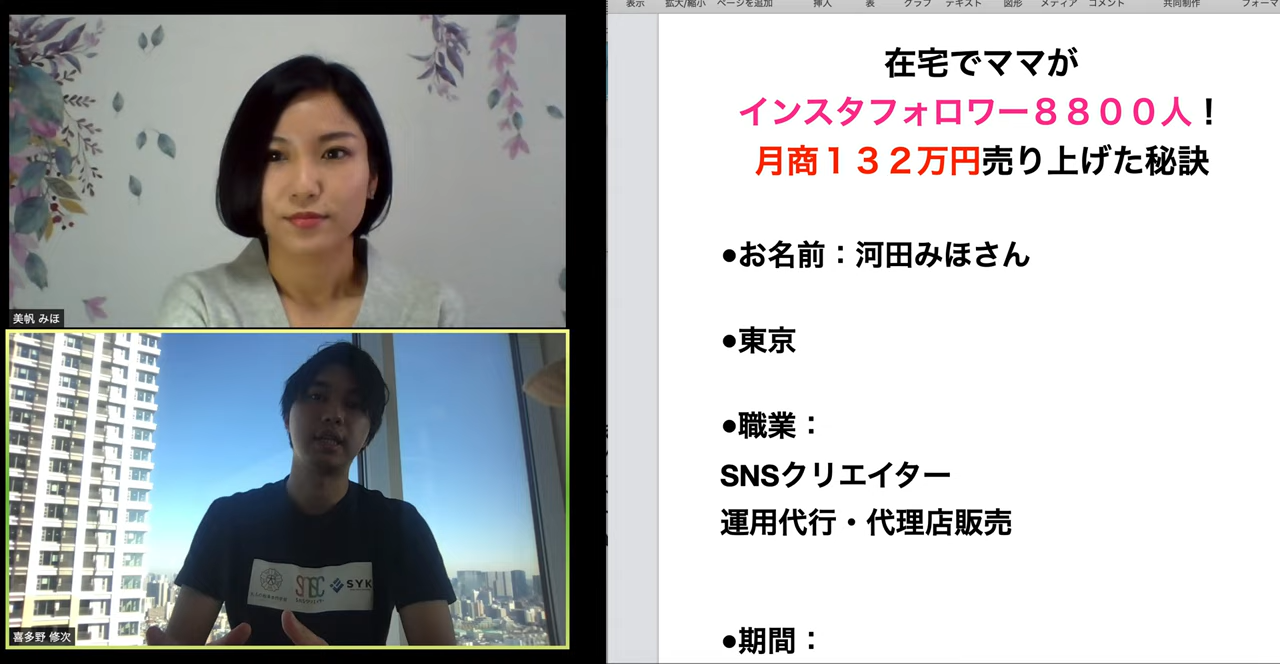 表示
拡大/縮小
ページを追加
挿入
表
グラフ
テキスト
図形
メディア
コメント
共同制作
フォーマ
在宅でママが
インスタフォロワー８８００人！
月商１３２万円売り上げた秘訣
●お名前：河田みほさん
●東京
●職業：
SNSクリエイター
運用代行・代理店販売
●期間：
美帆 みほ
SYK
喜多野 修次